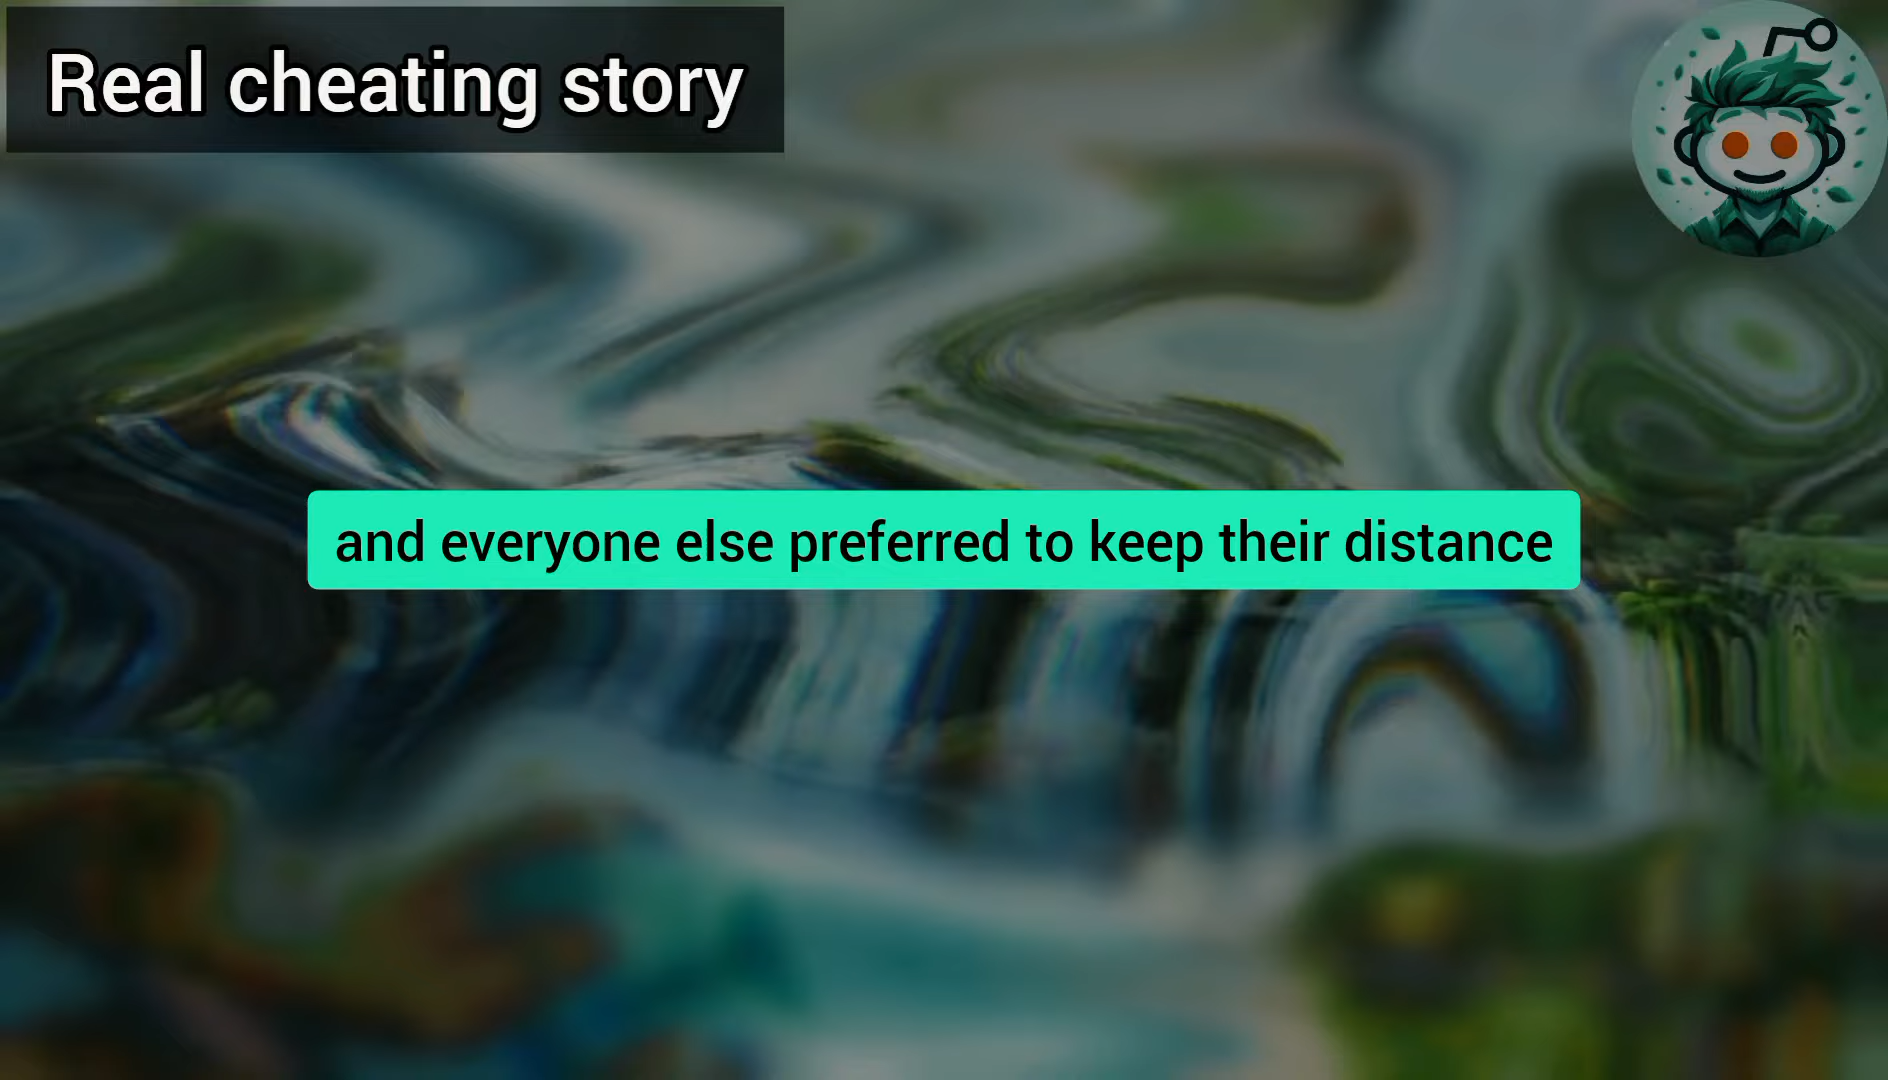 Real cheating story
and everyone else preferred to keep their distance